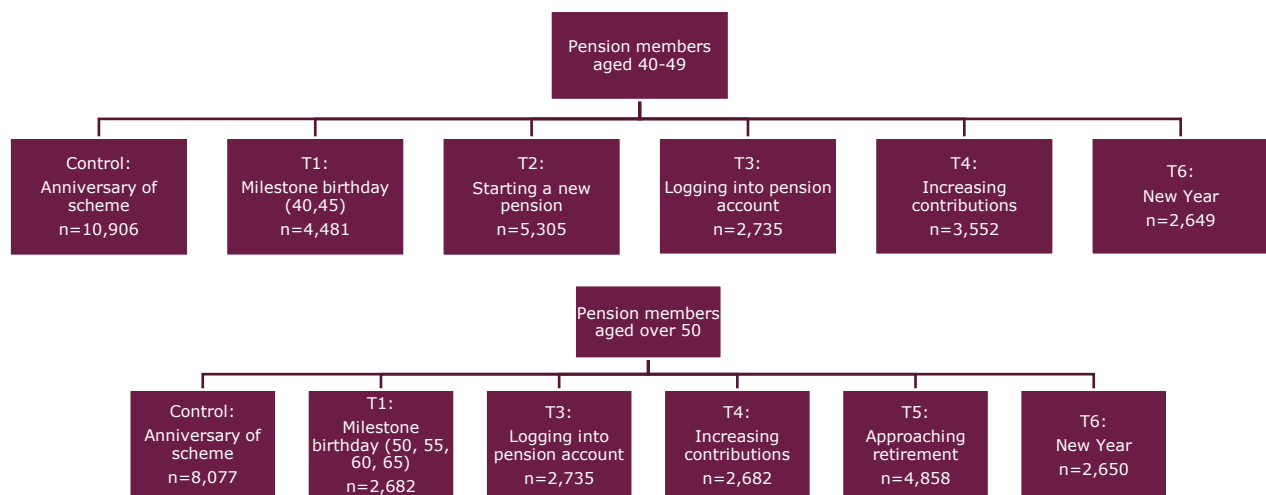 Pension members
aged 40-49
Control:
Anniversary of
scheme
n=10,906
T1:
Milestone birthday
(40,45)
n=4,481
T2:
Starting a new
pension
n=5,305
T3:
Logging into pension
account
n=2,735
T4:
Increasing
contributions
n=3,552
T6:
New Year
n=2,649
Pension members
aged over 50
Control:
Anniversary of
scheme
n=8,077
T1:
Milestone
birthday (50, 55,
60, 65)
n=2,682
T3:
Logging into
pension account
n=2,735
T4:
Increasing
contributions
n=2,682
T5:
Approaching
retirement
n=4,858
T6:
New Year
n=2,650